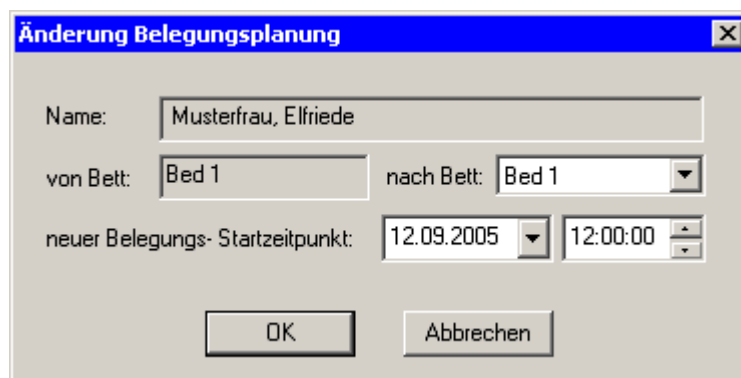 Änderung Belegungsplanung
Name: Musterfrau, Elfriede
von Bett: Bed 1 nach Bett: Bed 1
neuer Belegungs- Startzeitpunkt: 12.09.2005 12:00:00
OK Abbrechen